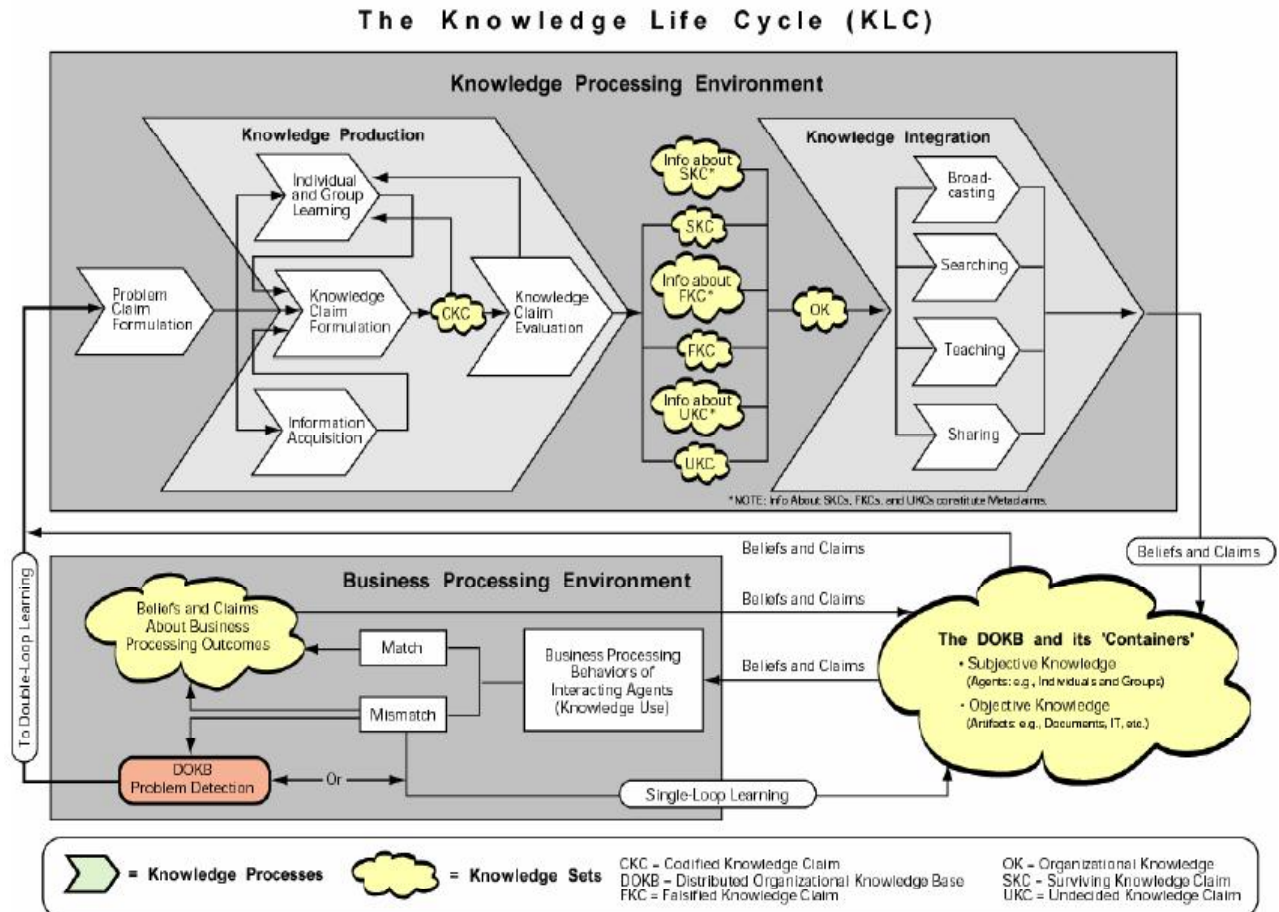 The Knowledge Life Cycle (KLC)
Knowledge Processing Environment
Knowledge Production
Individual
and Group
Learning
Problem
Claim
Formulation
Knowledge
Claim
Formulation
CKC
Knowledge
Claim
Evaluation
Information
Acquisition
Info about
SKC*
SKC
Info about
FKC*
FKC
Info about
UKC*
UKC
OK
Knowledge Integration
Broad-
casting
Searching
Teaching
Sharing
*NOTE: Info About SKCs, FKCs, and UKCs constitute Metaclaims.
To Double-Loop Learning
Beliefs and Claims
Beliefs and Claims
Business Processing Environment
Beliefs and Claims
About Business
Processing Outcomes
Match
Mismatch
Business Processing
Behaviors of
Interacting Agents
(Knowledge Use)
Beliefs and Claims
Beliefs and Claims
DOKB
Problem Detection
Or
Single-Loop Learning
The DOKB and its 'Containers'
• Subjective Knowledge
(Agents: e.g., Individuals and Groups)
• Objective Knowledge
(Artifacts: e.g., Documents, IT, etc.)
= Knowledge Processes
= Knowledge Sets
CKC = Codified Knowledge Claim
DOKB = Distributed Organizational Knowledge Base
FKC = Falsified Knowledge Claim
OK = Organizational Knowledge
SKC = Surviving Knowledge Claim
UKC = Undecided Knowledge Claim